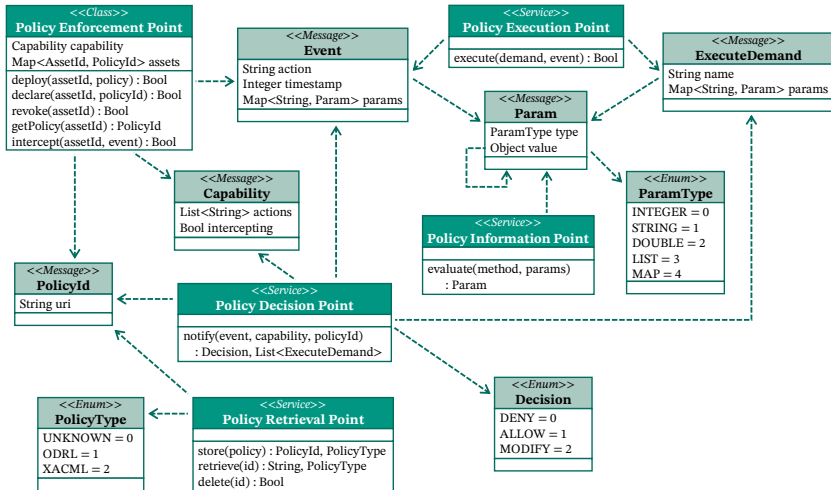 <<Class>>
Policy Enforcement Point
Capability capability
Map<AssetId, PolicyId> assets
deploy(assetId, policy) : Bool
declare(assetId, policyId) : Bool
revoke(assetId) : Bool
getPolicy(assetId) : PolicyId
intercept(assetId, event) : Bool
<<Message>>
Event
String action
Integer timestamp
Map<String, Param> params
<<Service>>
Policy Execution Point
execute(demand, event) : Bool
<<Message>>
ExecuteDemand
String name
Map<String, Param> params
<<Message>>
Param
ParamType type
Object value
<<Message>>
Capability
List<String> actions
Bool intercepting
<<Enum>>
ParamType
INTEGER = 0
STRING = 1
DOUBLE = 2
LIST = 3
MAP = 4
<<Service>>
Policy Information Point
evaluate(method, params)
: Param
<<Message>>
PolicyId
String uri
<<Service>>
Policy Decision Point
notify(event, capability, policyId)
: Decision, List<ExecuteDemand>
<<Enum>>
Decision
DENY = 0
ALLOW = 1
MODIFY = 2
<<Enum>>
PolicyType
UNKNOWN = 0
ODRL = 1
XACML = 2
<<Service>>
Policy Retrieval Point
store(policy) : PolicyId, PolicyType
retrieve(id) : String, PolicyType
delete(id) : Bool